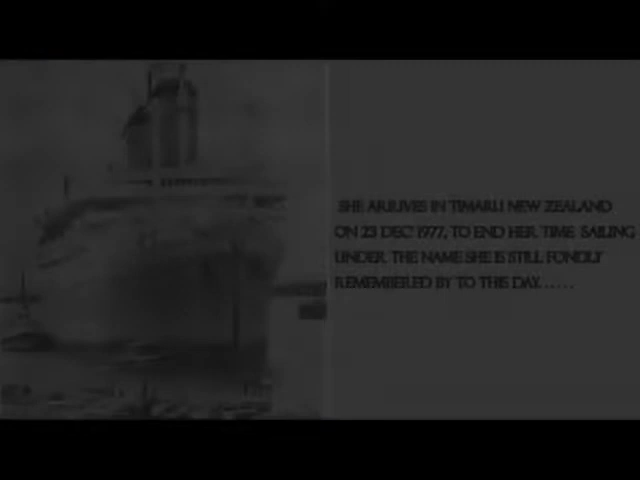 SHE ARRIVES IN TIMARU NEW ZEALAND
ON 23 DEC 1977, TO END HER TIME SAILING
UNDER THE NAME SHE IS STILL FONDLY
REMEMBERED BY TO THIS DAY......